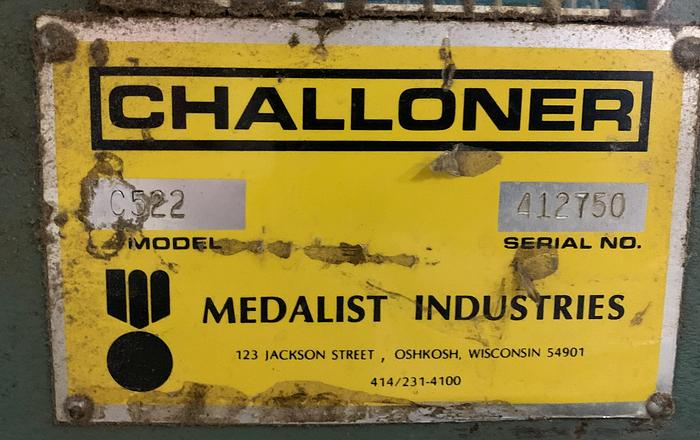 CHALLONER
C522 412750
MODEL SERIAL NO.
MEDALIST INDUSTRIES
123 JACKSON STREET , OSHKOSH, WISCONSIN 54901
414/231-4100